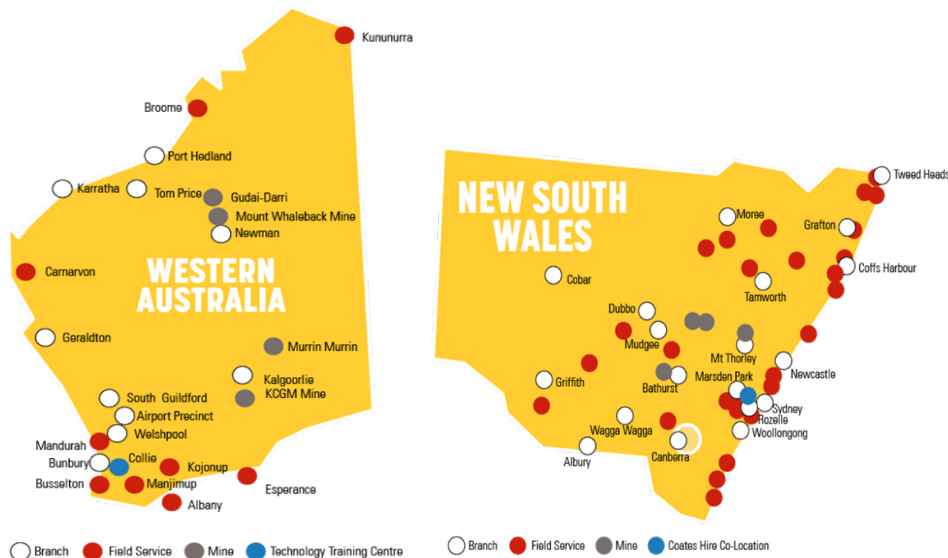 Kununurra
Broome
Port Hedland
Karratha
Tom Price
Gudai-Darri
Mount Whaleback Mine
Newman
Carnarvon
WESTERN
AUSTRALIA
Geraldton
Murrin Murrin
Kalgoorlie
KCGM Mine
South Guildford
Airport Precinct
Welshpool
Mandurah
Collie
Bunbury
Kojonup
Busselton
Manjimup
Esperance
Albany
Branch
Field Service
Mine
Technology Training Centre
NEW SOUTH
WALES
Tweed Heads
Moree
Grafton
Coffs Harbour
Cobar
Tamworth
Dubbo
Mudgee
Mt Thorley
Newcastle
Marsden Park
Bathurst
Griffith
Sydney
Rozelle
Wagga Wagga
Woollongong
Canberra
Albury
Branch
Field Service
Mine
Coates Hire Co-Location